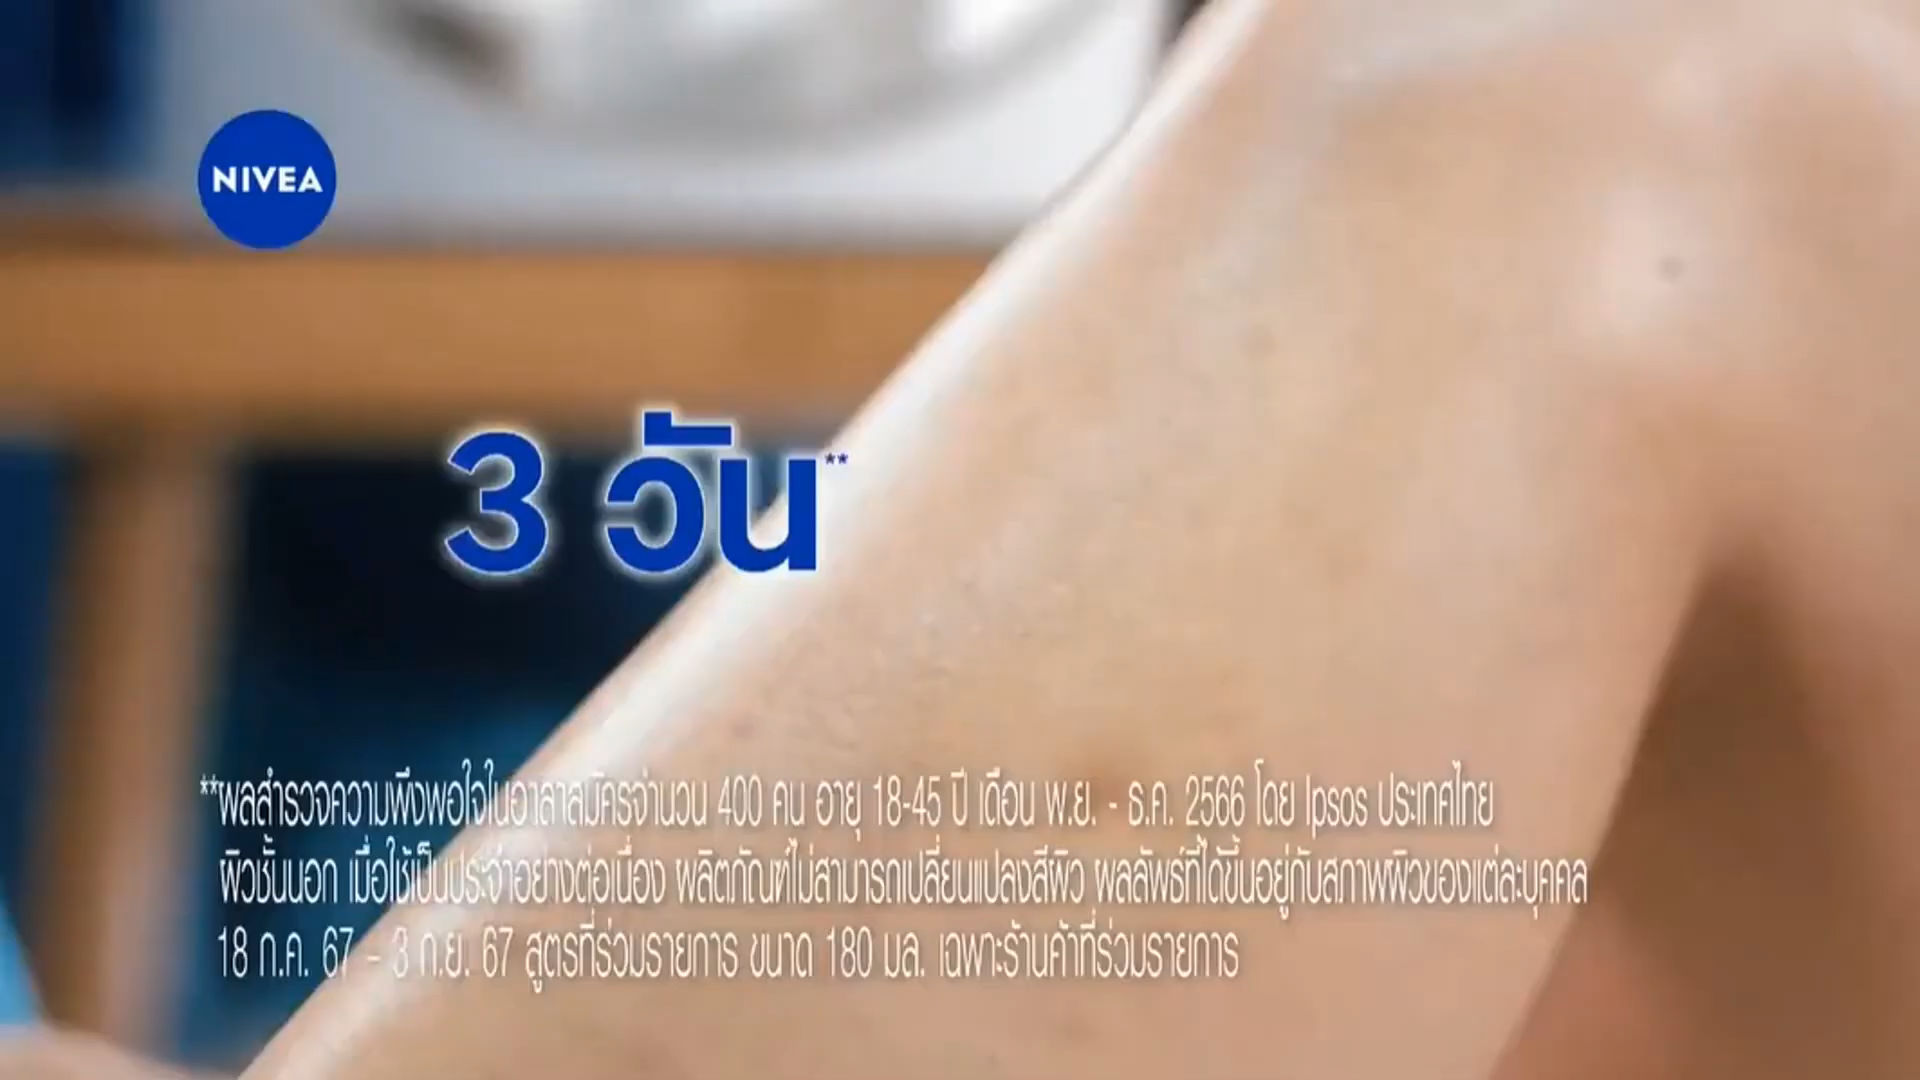 NIVEA
3 วัน**
**ผลสำรวจความพึงพอใจในอาสาสมัครจำนวน 400 คน อายุ 18-45 ปี เดือน พ.ย. - ธ.ค. 2566 โดย Ipsos ประเทศไทย
ผิวชั้นนอก เมื่อใช้เป็นประจำอย่างต่อเนื่อง ผลิตภัณฑ์ไม่สามารถเปลี่ยนแปลงสีผิว ผลลัพธ์ที่ได้ขึ้นอยู่กับสภาพผิวของแต่ละบุคคล
18 ก.ค. 67 – 3 ก.ย. 67 สูตรที่ร่วมรายการ ขนาด 180 มล. เฉพาะร้านค้าที่ร่วมรายการ